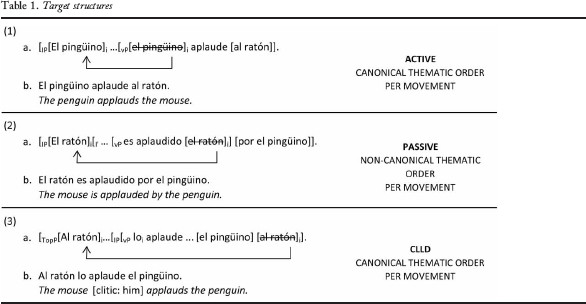 Table 1. Target structures
(1)
a. [IP[El pingüino]i ...[vP[el pingüino]i aplaude [al ratón]].
ACTIVE
CANONICAL THEMATIC ORDER
PER MOVEMENT
b. El pingüino aplaude al ratón.
The penguin applauds the mouse.
(2)
a. [IP[El ratón]i[I ... [vP es aplaudido [el ratón]i] [por el pingüino]].
PASSIVE
NON-CANONICAL THEMATIC
ORDER
PER MOVEMENT
b. El ratón es aplaudido por el pingüino.
The mouse is applauded by the penguin.
(3)
a. [TopP[Al ratón]i...[IP[vP loi aplaude ... [el pingüino] [al ratón]i].
CLLD
CANONICAL THEMATIC ORDER
PER MOVEMENT
b. Al ratón lo aplaude el pingüino.
The mouse [clitic: him] applauds the penguin.